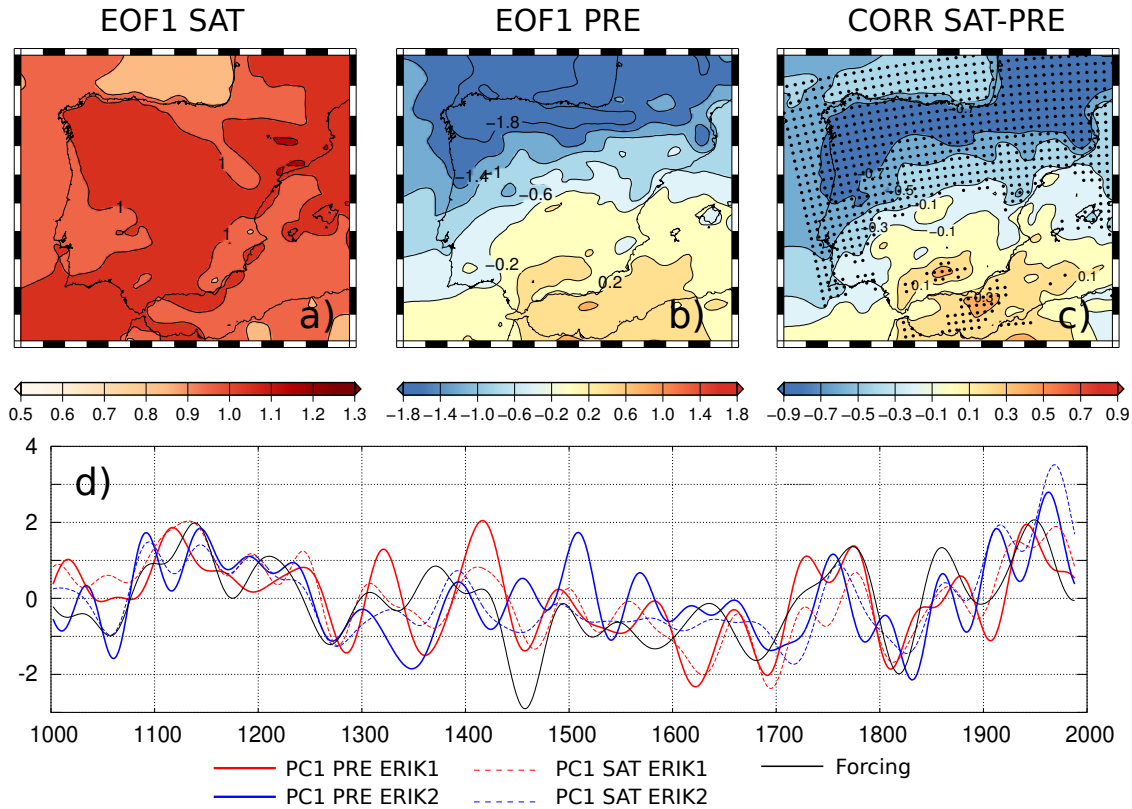 EOF1 SAT
EOF1 PRE
CORR SAT-PRE
1
1
1
a)
−1.8
−1.4
−1
−0.6
−0.2
0.2
b)
−0.7
−0.5
−0.1
−0.3
−0.1
0.1
0.1
c)
0.5 0.6 0.7 0.8 0.9 1.0 1.1 1.2 1.3
−1.8 −1.4 −1.0 −0.6 −0.2 0.2 0.6 1.0 1.4 1.8
−0.9 −0.7 −0.5 −0.3 −0.1 0.1 0.3 0.5 0.7 0.9
d)
4
2
0
-2
1000 1100 1200 1300 1400 1500 1600 1700 1800 1900 2000
PC1 PRE ERIK1 PC1 SAT ERIK1 Forcing
PC1 PRE ERIK2 PC1 SAT ERIK2